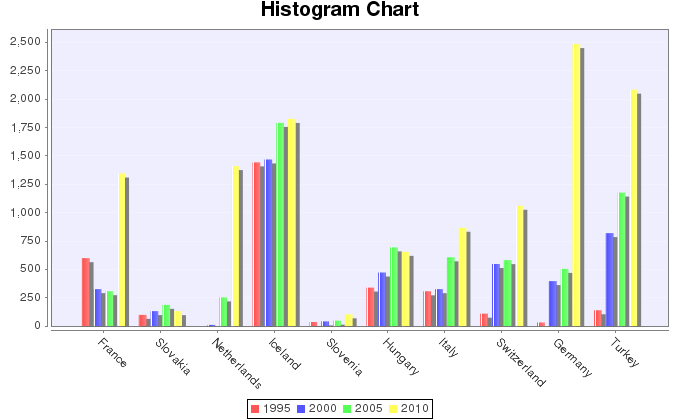 Histogram Chart
2,500
2,250
2,000
1,750
1,500
1,250
1,000
750
500
250
0
France
Slovakia
Netherlands
Iceland
Slovenia
Hungary
Italy
Switzerland
Germany
Turkey
1995 2000 2005 2010